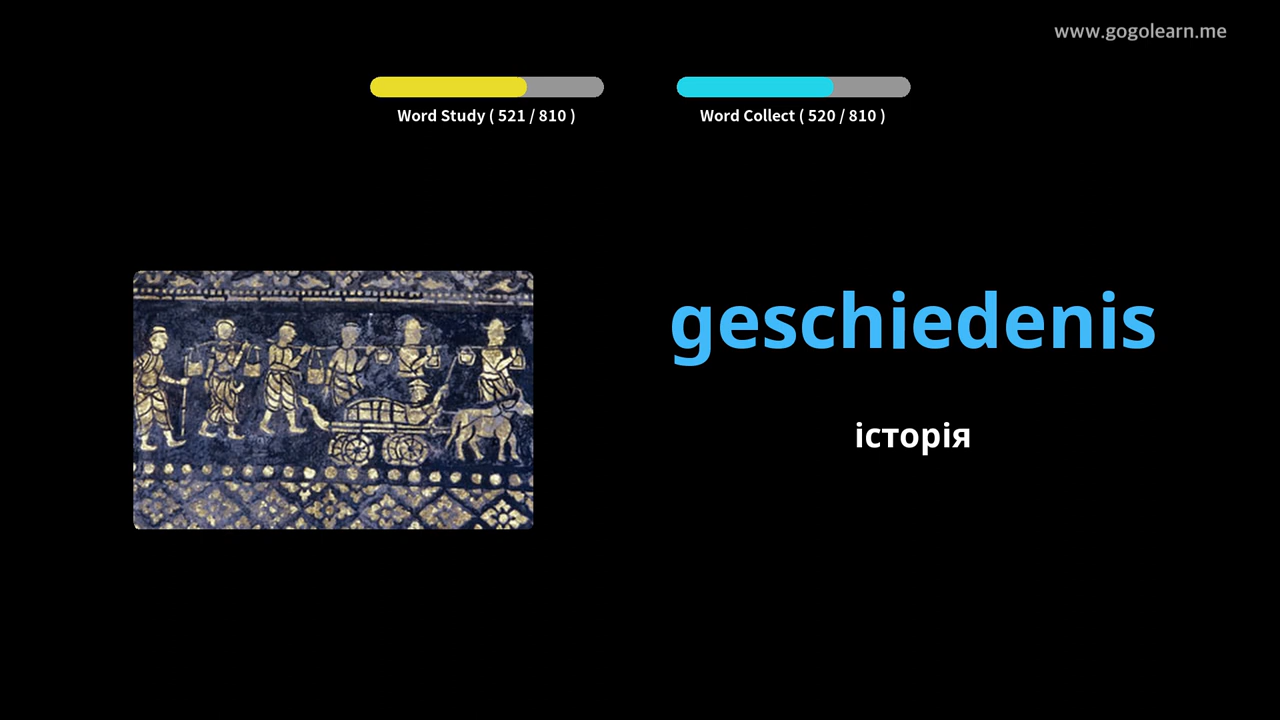 www.gogolearn.me
Word Study ( 521 / 810 )
Word Collect ( 520 / 810 )
geschiedenis
історія